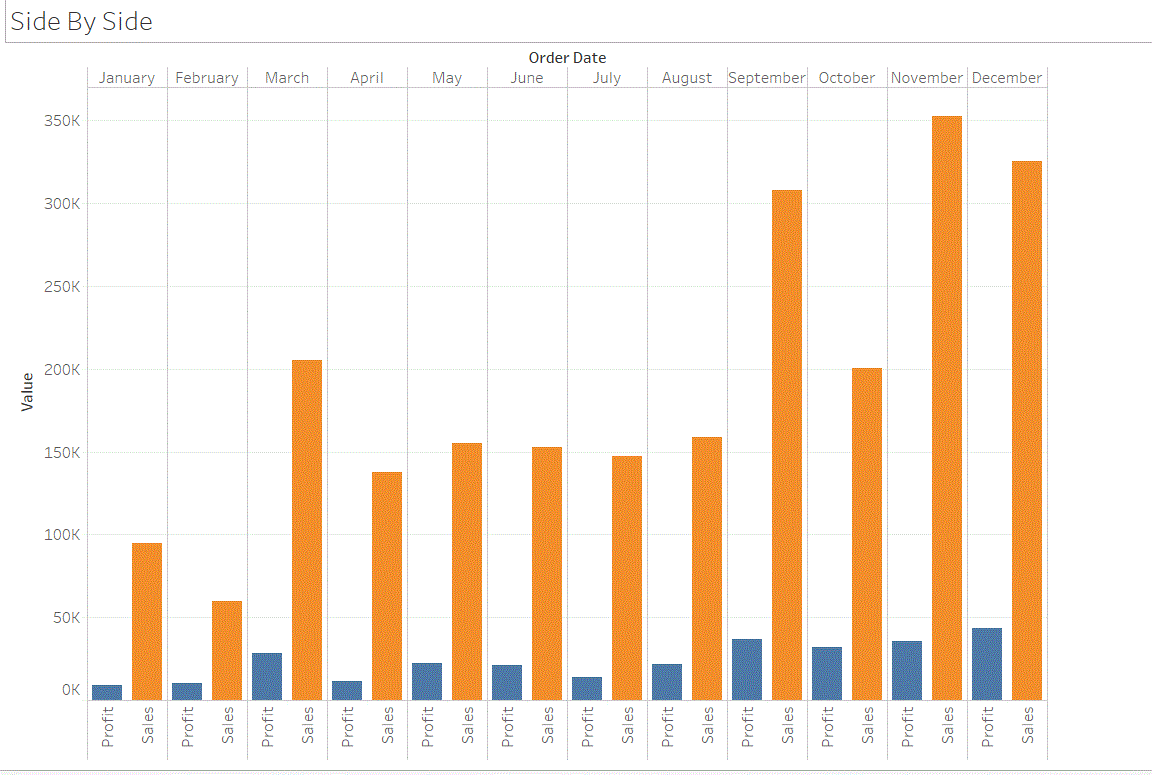 Side By Side
Order Date
January February March April May June July August September October November December
350K
300K
250K
200K
150K
100K
50K
0K
Value
Profit Sales Profit Sales Profit Sales Profit Sales Profit Sales Profit Sales Profit Sales Profit Sales Profit Sales Profit Sales Profit Sales Profit Sales